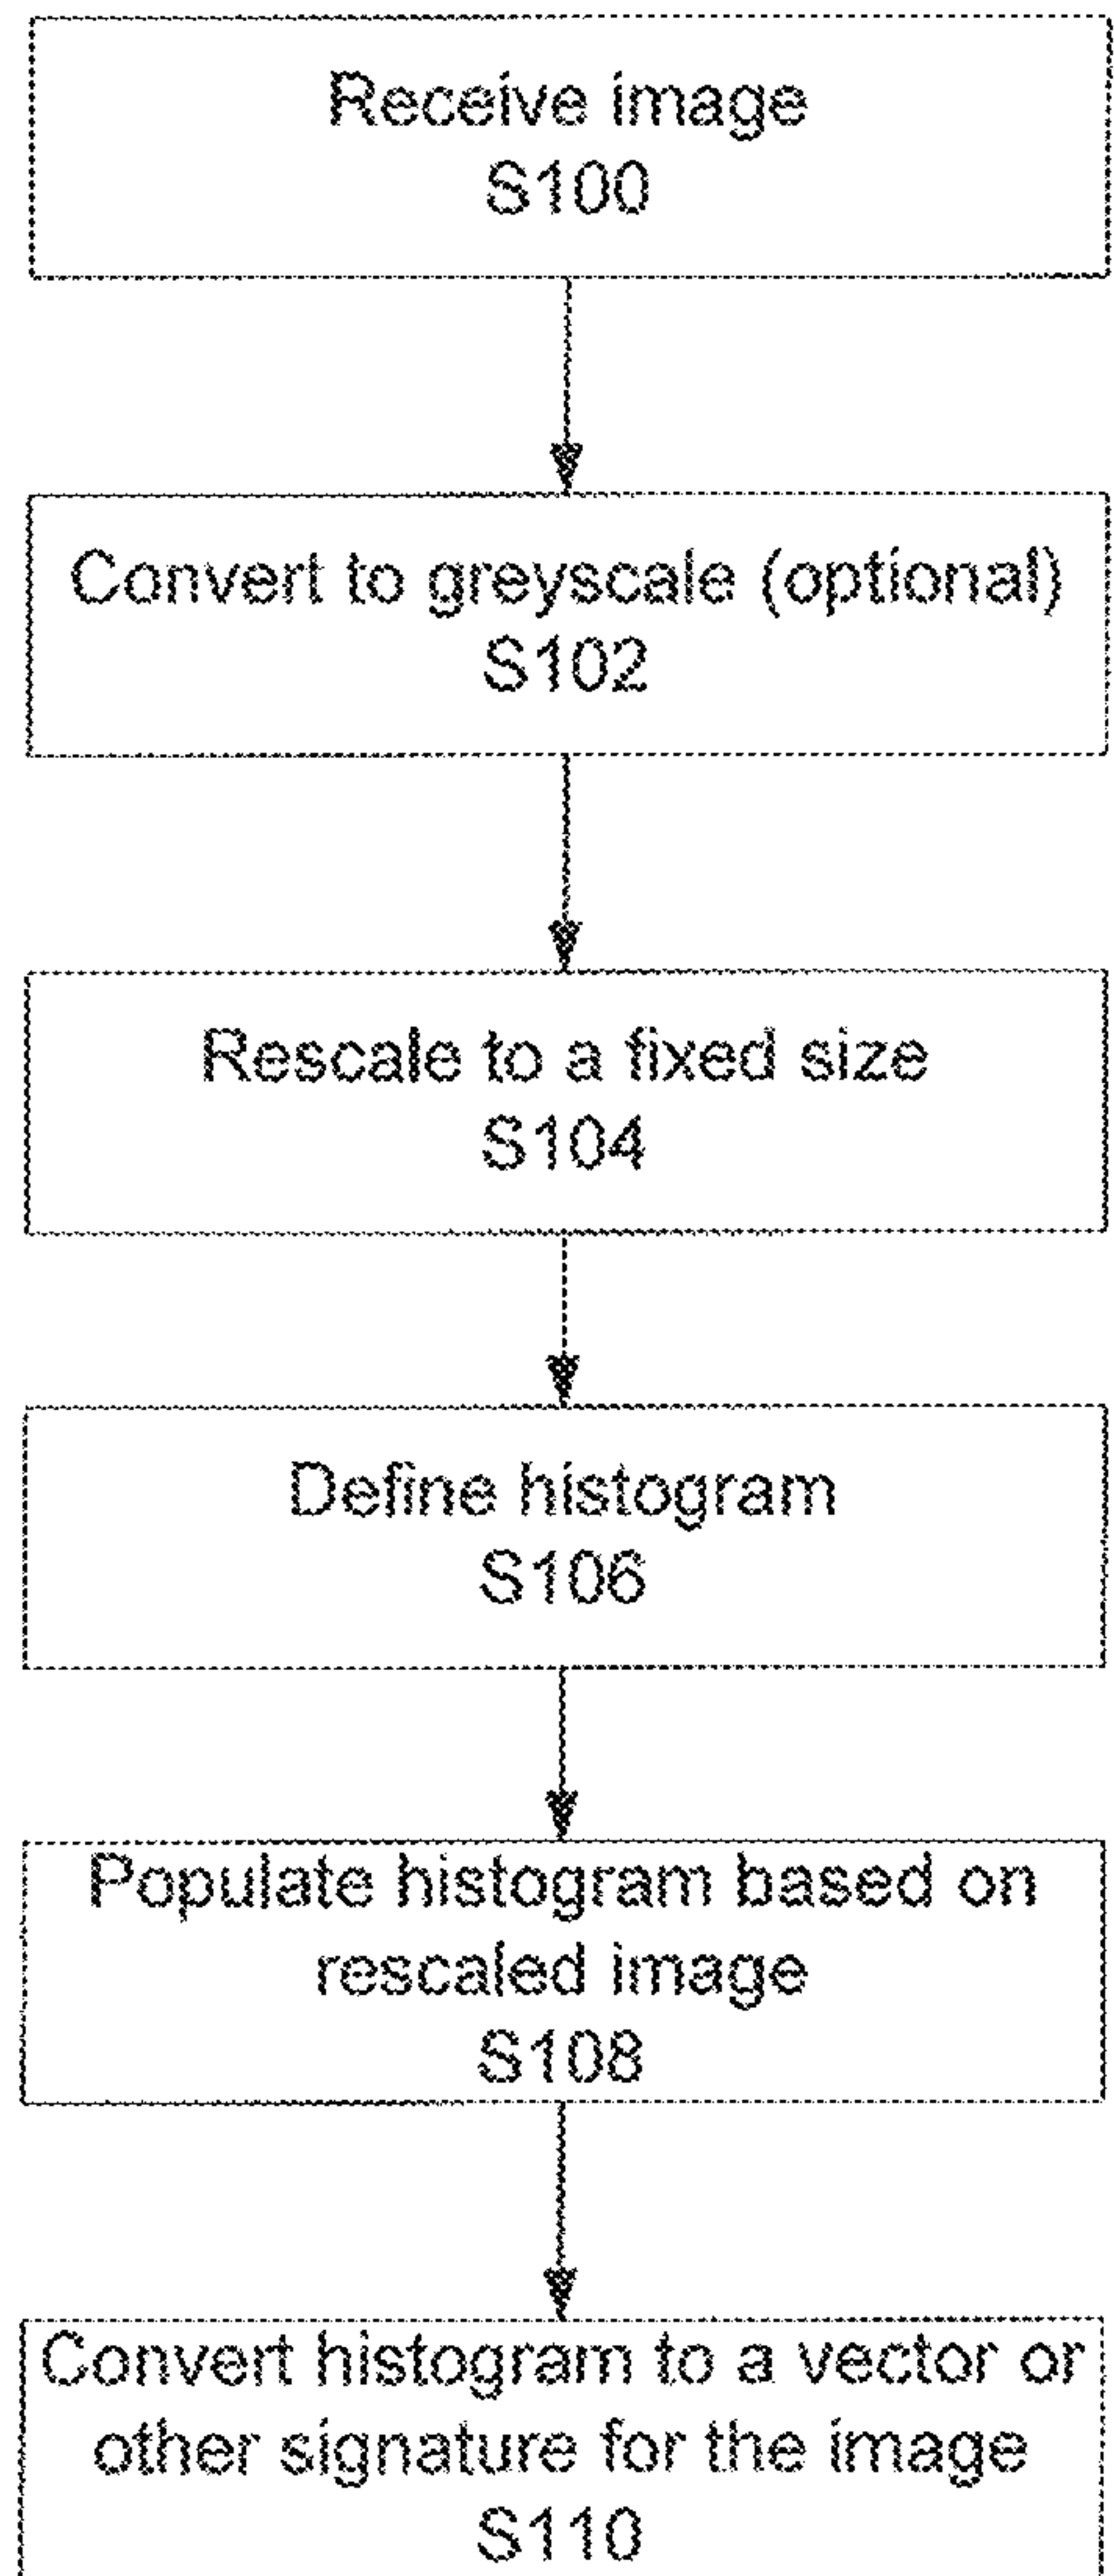 Receive image
S100
Convert to greyscale (optional)
S102
Rescale to a fixed size
S104
Define histogram
S106
Populate histogram based on
rescaled image
S108
Convert histogram to a vector or
other signature for the image
S110